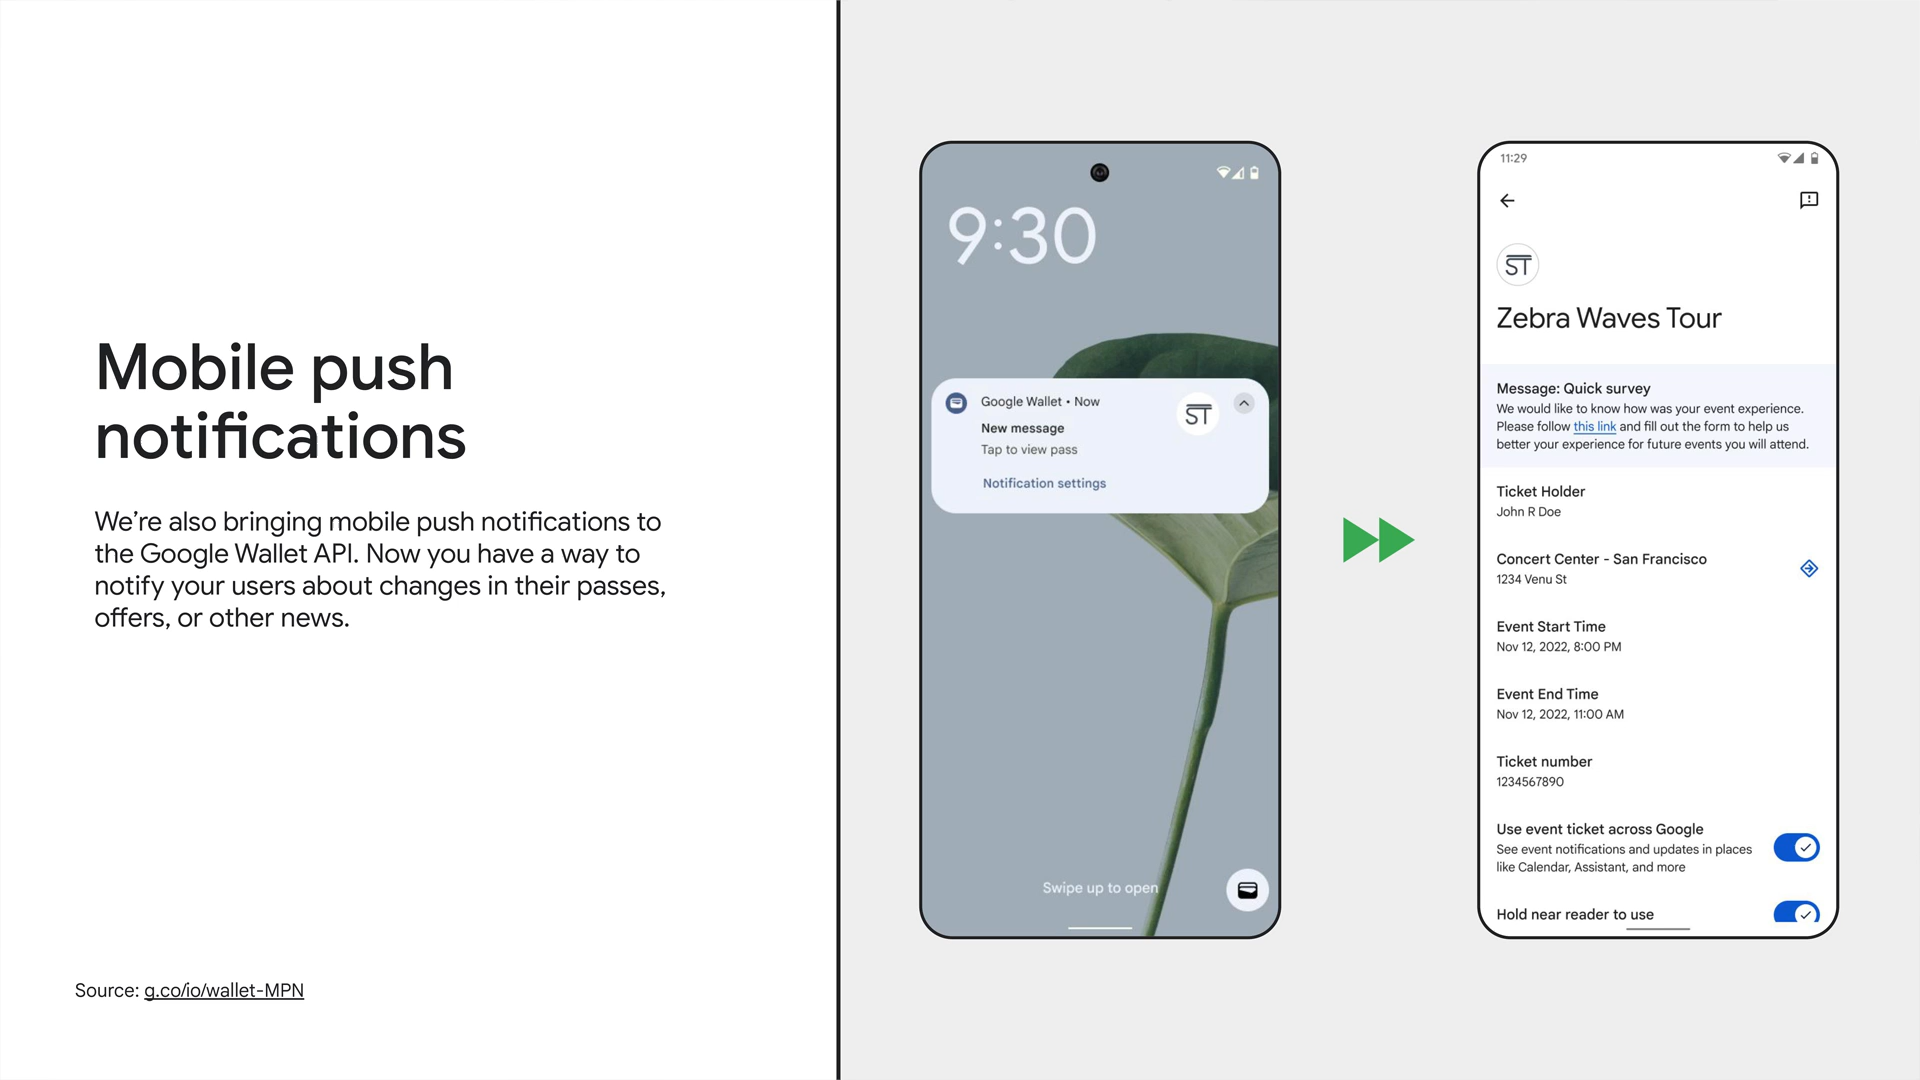 Mobile push
notifications
We’re also bringing mobile push notifications to
the Google Wallet API. Now you have a way to
notify your users about changes in their passes,
offers, or other news.
Source: g.co/io/wallet-MPN
9:30
Google Wallet • Now
ST
New message
Tap to view pass
Notification settings
Swipe up to open
11:29
ST
Zebra Waves Tour
Message: Quick survey
We would like to know how was your event experience.
Please follow this link and fill out the form to help us
better your experience for future events you will attend.
Ticket Holder
John R Doe
Concert Center - San Francisco
1234 Venu St
Event Start Time
Nov 12, 2022, 8:00 PM
Event End Time
Nov 12, 2022, 11:00 AM
Ticket number
1234567890
Use event ticket across Google
See event notifications and updates in places
like Calendar, Assistant, and more
Hold near reader to use